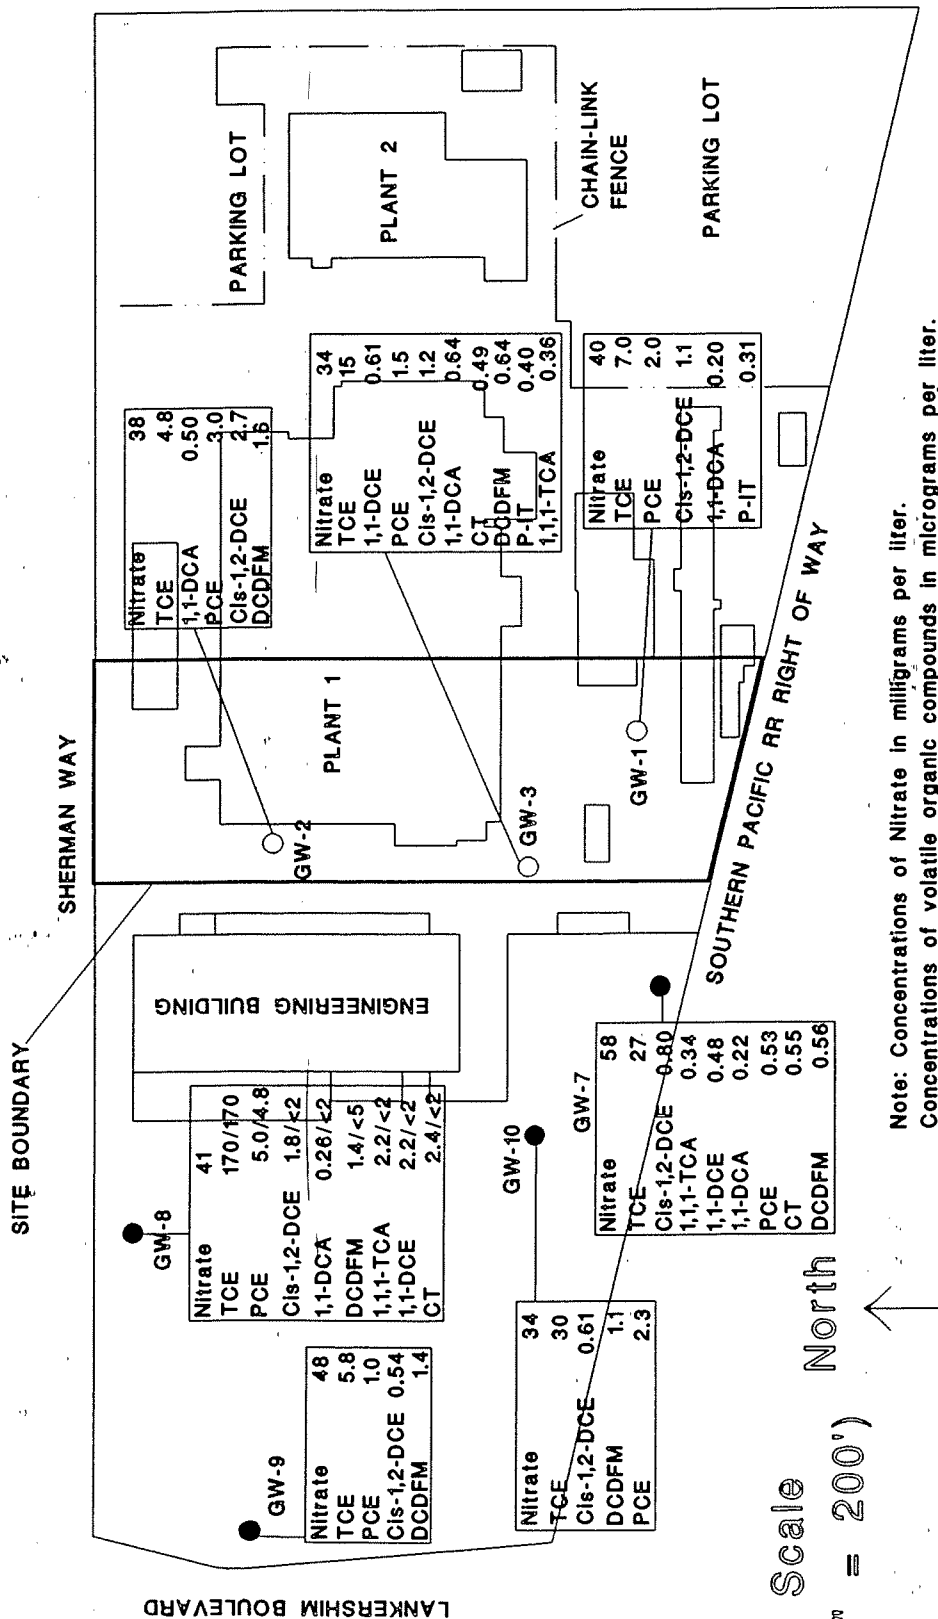 SHERMAN WAY
SITE BOUNDARY
LANKERSHIM BOULEVARD
PARKING LOT
PLANT 2
CHAIN-LINK
FENCE
PARKING LOT
PLANT 1
ENGINEERING
BUILDING
SOUTHERN PACIFIC RR RIGHT OF WAY
GW-9
Nitrate 48
TCE 5.8
PCE 1.0
Cis-1,2-DCE 0.54
DCDFM 1.4
GW-8
Nitrate 41
TCE 170/170
PCE 5.0/4.8
Cis-1,2-DCE 1.8/<2
1,1-DCA 0.26/<2
DCDFM 1.4/<5
1,1,1-TCA 2.2/<2
1,1-DCE 2.2/<2
CT 2.4/<2
GW-10
Nitrate 34
TCE 30
Cis-1,2-DCE 0.61
DCDFM 1.1
PCE 2.3
GW-7
Nitrate 58
TCE 27
Cis-1,2-DCE 0.80
1,1,1-TCA 0.34
1,1-DCE 0.48
1,1-DCA 0.22
PCE 0.53
CT 0.55
DCDFM 0.56
GW-2
Nitrate 38
TCE 4.8
1,1-DCA 0.50
PCE 3.0
Cis-1,2-DCE 2.7
DCDFM 1.6
GW-3
Nitrate 34
TCE 15
1,1-DCE 0.61
PCE 1.5
Cis-1,2-DCE 1.2
1,1-DCA 0.64
CT 0.49
DCDFM 0.64
P-IT 0.40
1,1,1-TCA 0.36
GW-1
Nitrate 40
TCE 7.0
PCE 2.0
Cis-1,2-DCE 1.1
1,1-DCA 0.20
P-IT 0.31
Scale
= 200')
North
Note: Concentrations of Nitrate in milligrams per liter.
Concentrations of volatile organic compounds in micrograms per liter.